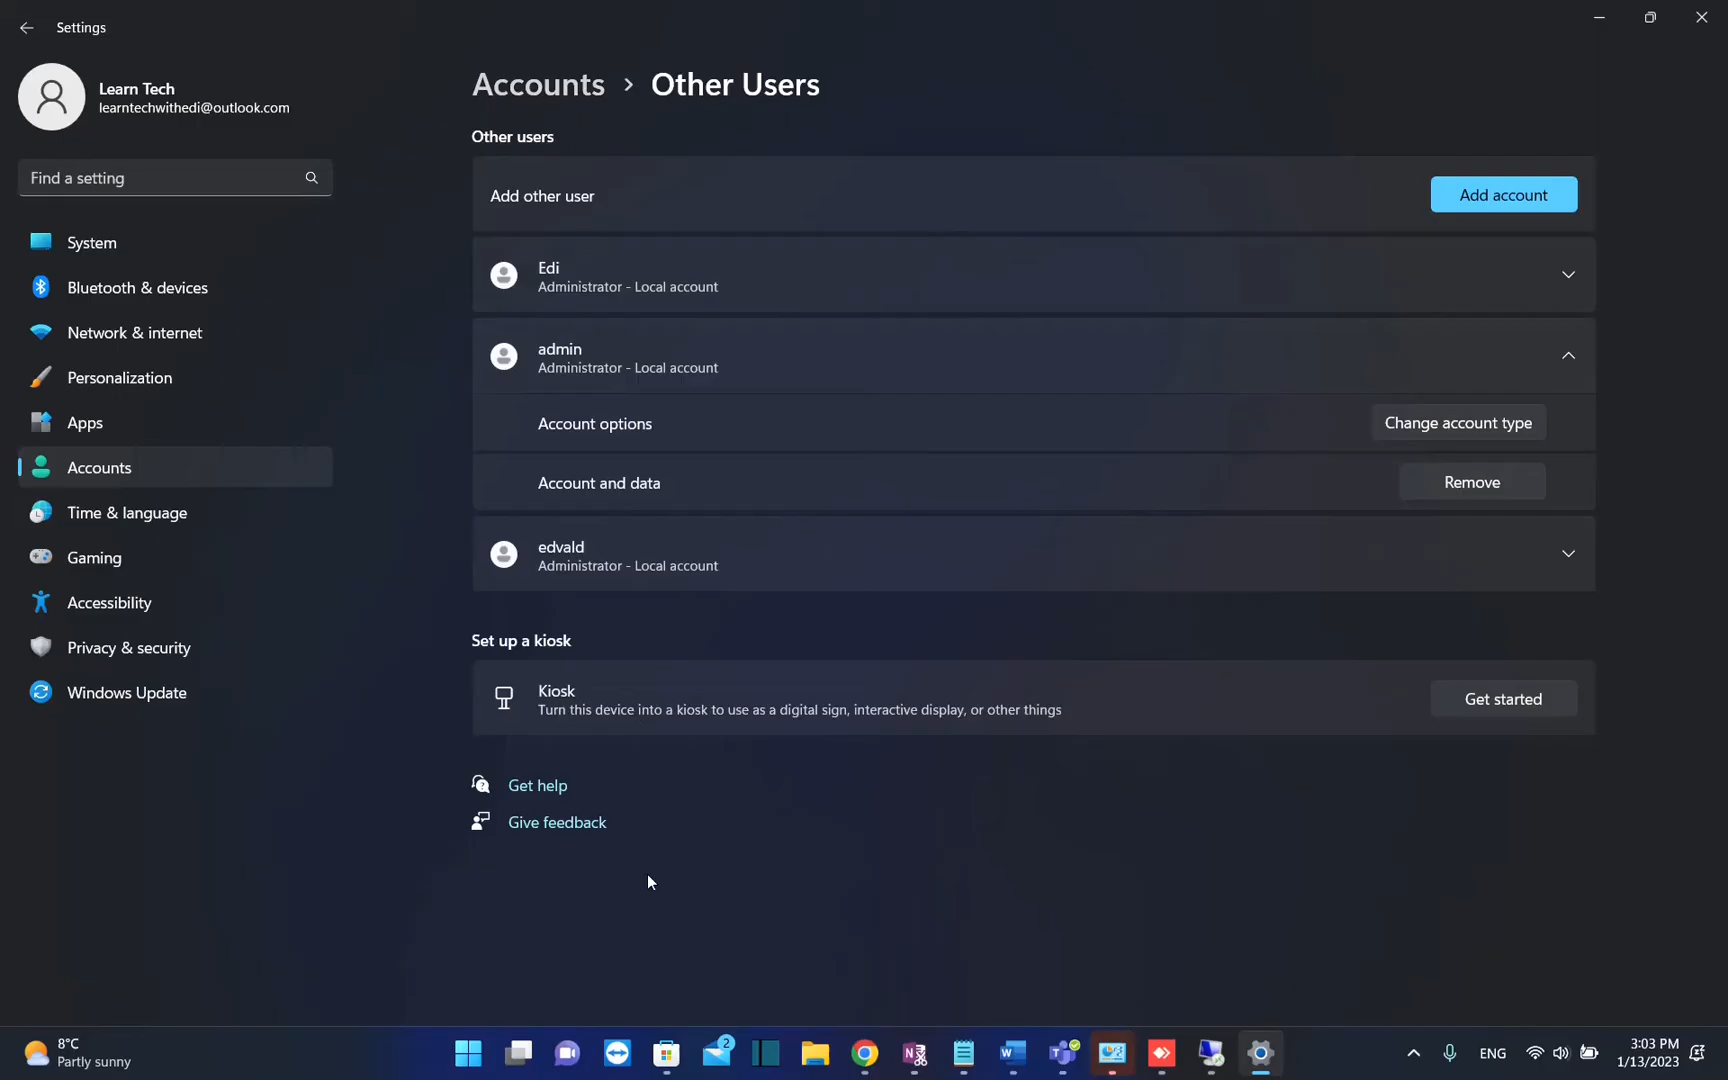 Settings
Learn Tech
learntechwithedi@outlook.com
Find a setting
System
Bluetooth & devices
Network & internet
Personalization
Apps
Accounts
Time & language
Gaming
Accessibility
Privacy & security
Windows Update
Accounts > Other Users
Other users
Add other user
Add account
Edi
Administrator - Local account
admin
Administrator - Local account
Account options
Change account type
Account and data
Remove
edvald
Administrator - Local account
Set up a kiosk
Kiosk
Turn this device into a kiosk to use as a digital sign, interactive display, or other things
Get started
Get help
Give feedback
8°C
Partly sunny
2
ENG
3:03 PM
1/13/2023